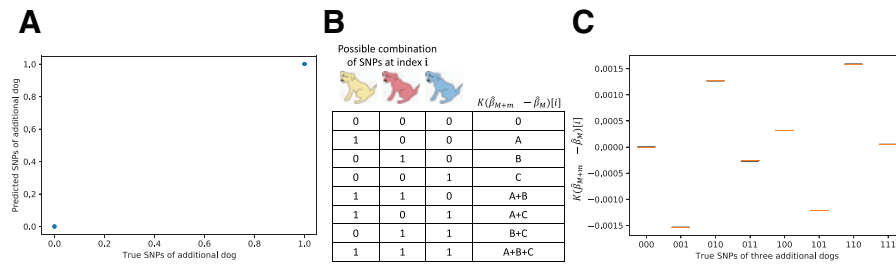 A
Predicted SNPs of additional dog
1.0
0.8
0.6
0.4
0.2
0.0
0.0 0.2 0.4 0.6 0.8 1.0
True SNPs of additional dog
B
Possible combination
of SNPs at index i
K(β̂_{M+m} − β̂_M)[i]
0 0 0 0
1 0 0 A
0 1 0 B
0 0 1 C
1 1 0 A+B
1 0 1 A+C
0 1 1 B+C
1 1 1 A+B+C
C
K(β̂_{M+m} − β̂_M)[i]
0.0015
0.0010
0.0005
0.0000
−0.0005
−0.0010
−0.0015
000 001 010 011 100 101 110 111
True SNPs of three additional dogs